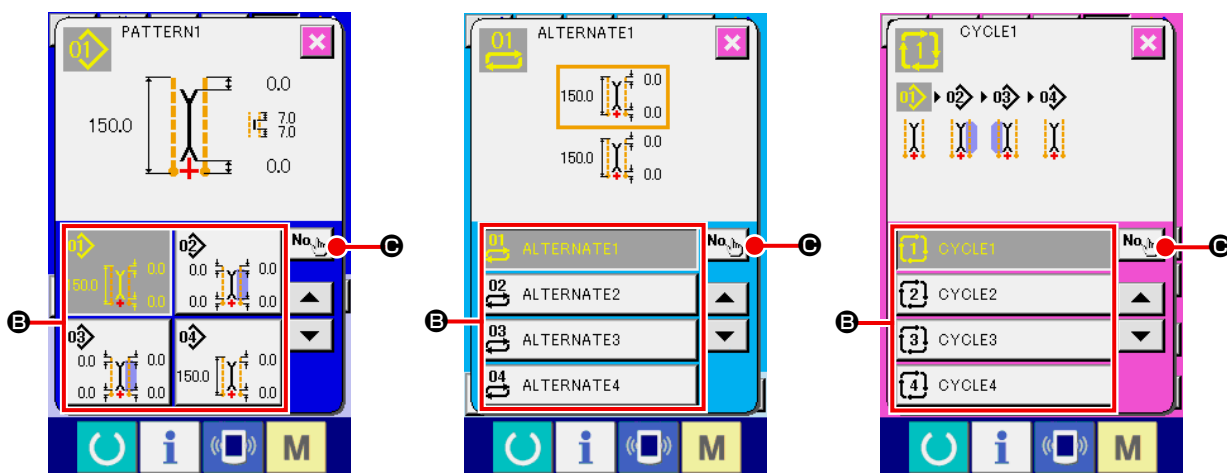 01 PATTERN1
0.0
150.0
7.0
7.0
0.0
01
0.0
150.0
0.0
02
0.0 0.0
0.0 0.0
03
0.0 0.0
0.0 0.0
04
0.0
150.0
0.0
No.
B
C
i
M
01 ALTERNATE1
0.0
150.0
0.0
0.0
150.0
0.0
01 ALTERNATE1
02 ALTERNATE2
03 ALTERNATE3
04 ALTERNATE4
No.
B
C
i
M
1 CYCLE1
01 02 03 04
1 CYCLE1
2 CYCLE2
3 CYCLE3
4 CYCLE4
No.
B
C
i
M